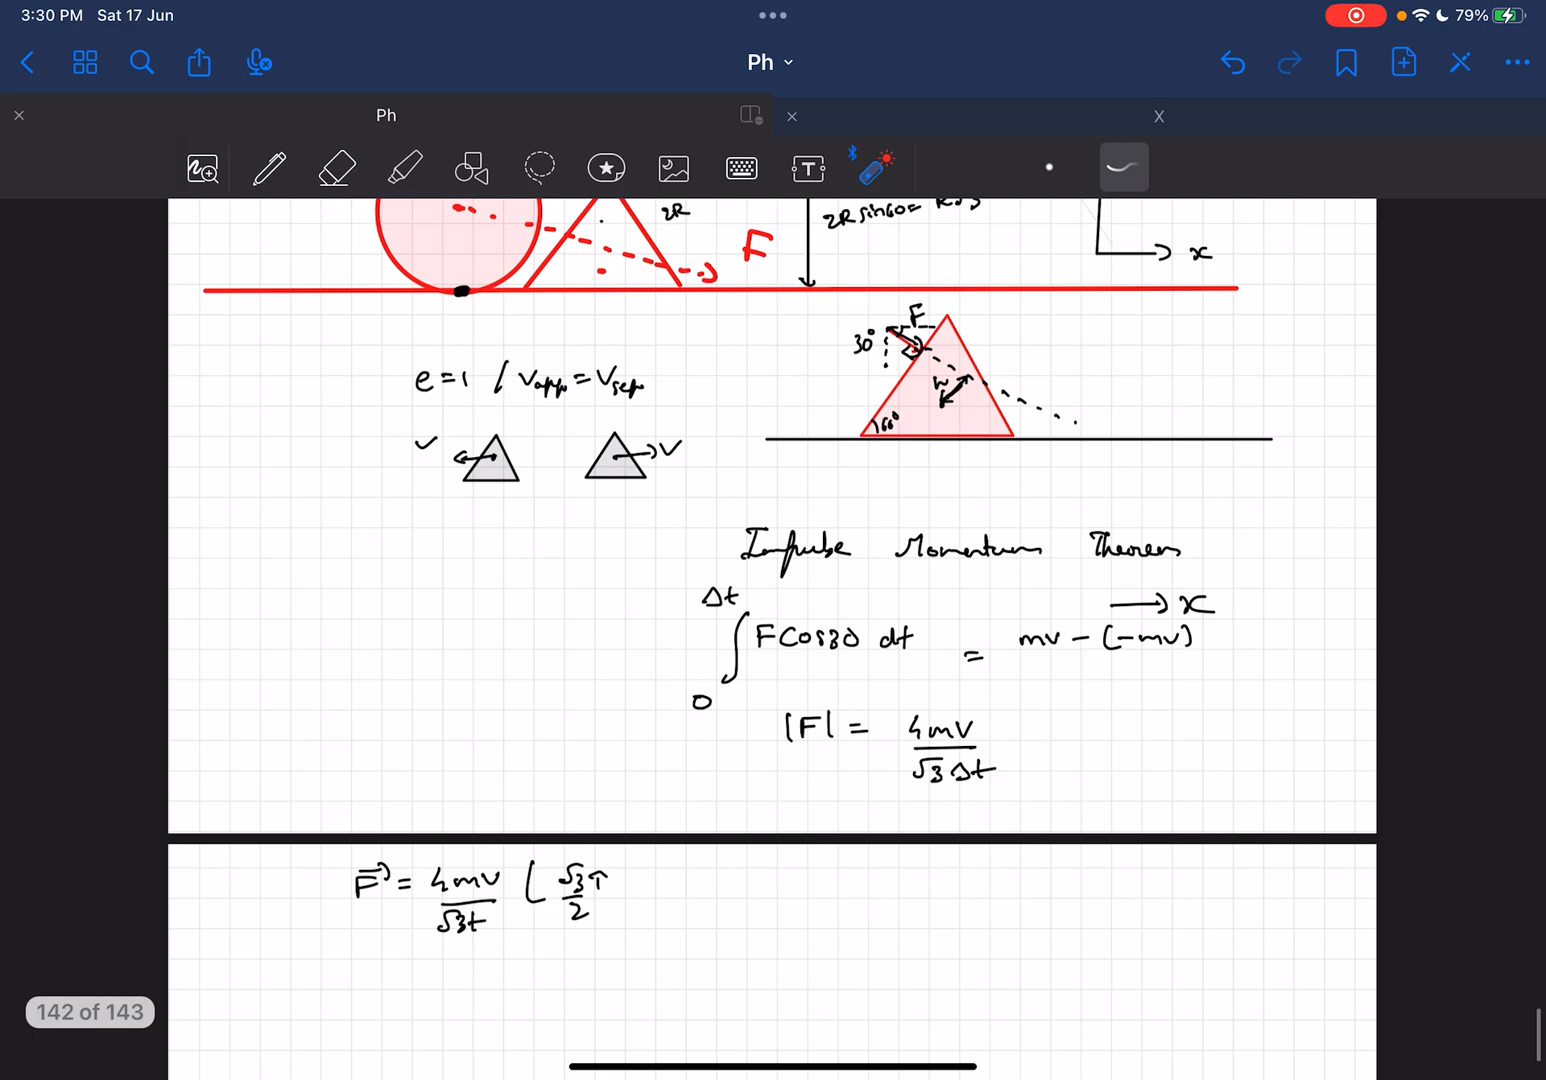 3:30 PM Sat 17 Jun
79%
Ph
Ph
X
T
2R
2R sin60 =
F
x
F
30°
60°
e=1 / Vapp = Vsep
V
V
Impulse Momentum Theorem
Δt
→ x
∫ Fcos30 dt = mv - (-mv)
0
|F| = 4mv / √3 Δt
F⃗ = 4mv / √3t ( √3 î / 2
142 of 143